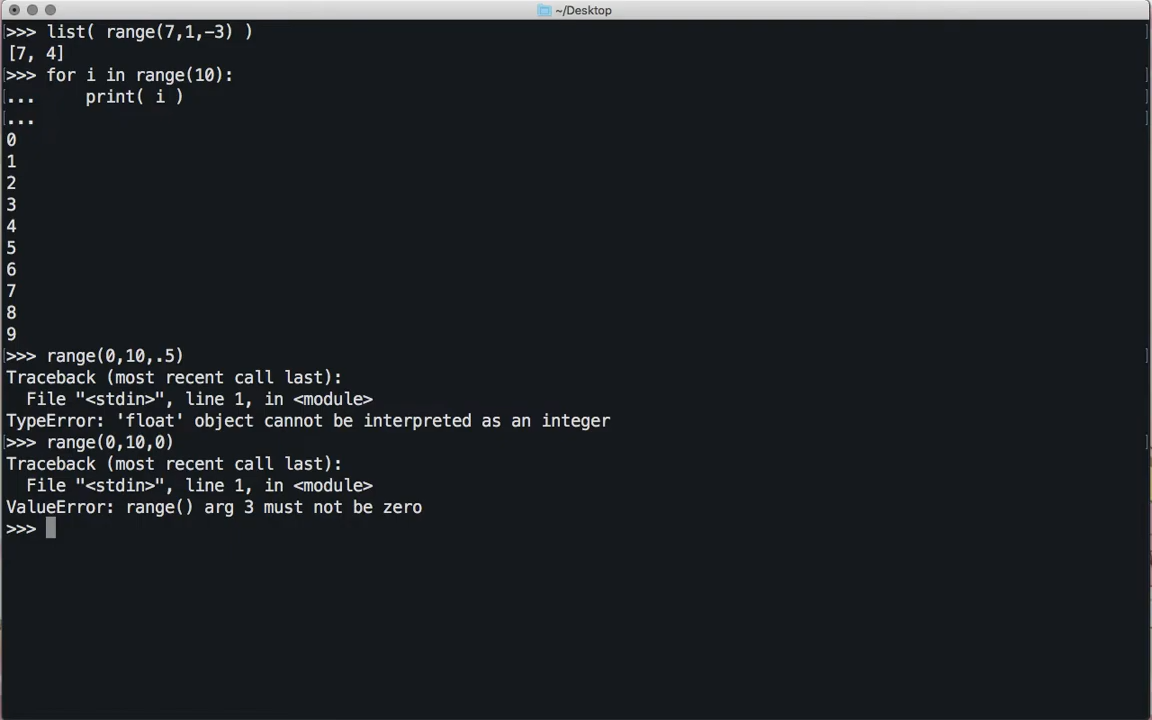 ~/Desktop
>>> list( range(7,1,-3) )
[7, 4]
>>> for i in range(10):
...     print( i )
...
0
1
2
3
4
5
6
7
8
9
>>> range(0,10,.5)
Traceback (most recent call last):
  File "<stdin>", line 1, in <module>
TypeError: 'float' object cannot be interpreted as an integer
>>> range(0,10,0)
Traceback (most recent call last):
  File "<stdin>", line 1, in <module>
ValueError: range() arg 3 must not be zero
>>>